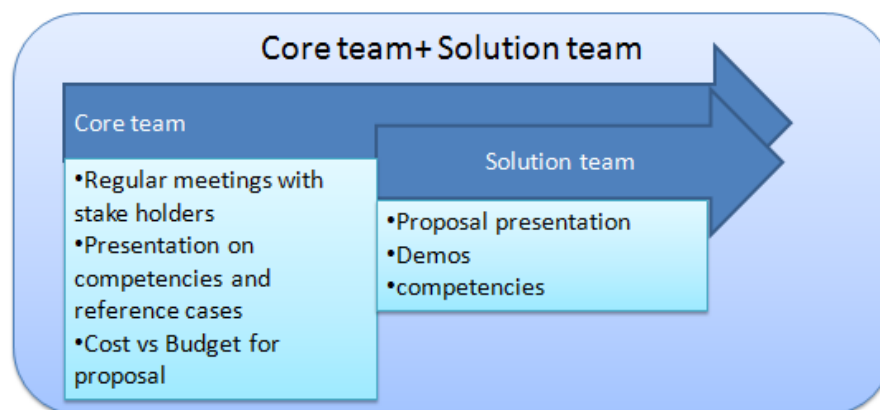 Core team+ Solution team
Core team
•Regular meetings with
stake holders
•Presentation on
competencies and
reference cases
•Cost vs Budget for
proposal
Solution team
•Proposal presentation
•Demos
•competencies